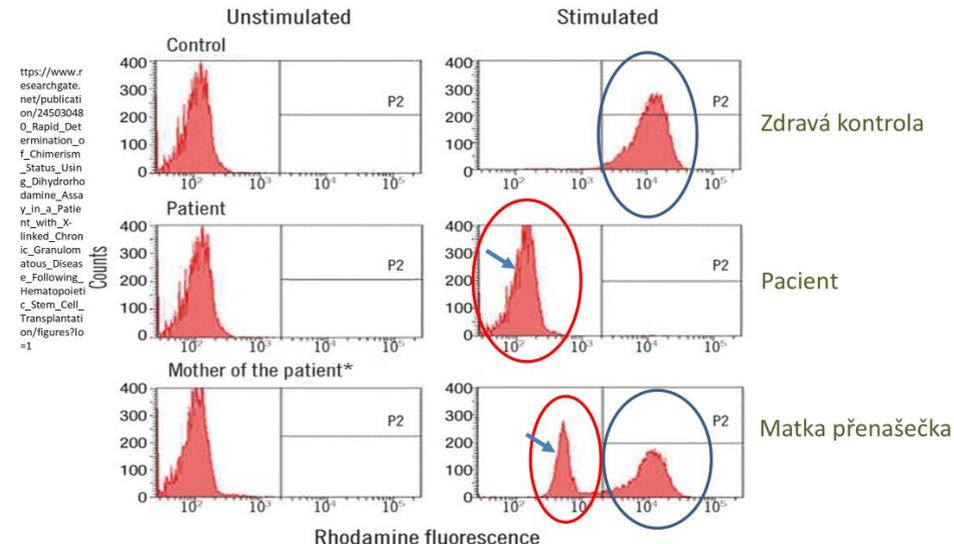 Unstimulated
Stimulated
Control
400
300
200
100
0
P2
10²
10³
10⁴
10⁵
400
300
200
100
0
P2
10²
10³
10⁴
10⁵
Zdravá kontrola
ttps://www.r
esearchgate.
net/publicati
on/24503048
0_Rapid_Det
ermination_o
f_Chimerism
_Status_Usin
g_Dihydrorho
damine_Assa
y_in_a_Patie
nt_with_X-
linked_Chron
ic_Granulom
atous_Diseas
e_Following_
Hematopoieti
c_Stem_Cell_
Transplantati
on/figures?lo
=1
Counts
Patient
400
300
200
100
0
P2
10²
10³
10⁴
10⁵
400
300
200
100
0
P2
10²
10³
10⁴
10⁵
Pacient
Mother of the patient*
400
300
200
100
0
P2
10²
10³
10⁴
10⁵
400
300
200
100
0
P2
10²
10³
10⁴
10⁵
Matka přenašečka
Rhodamine fluorescence